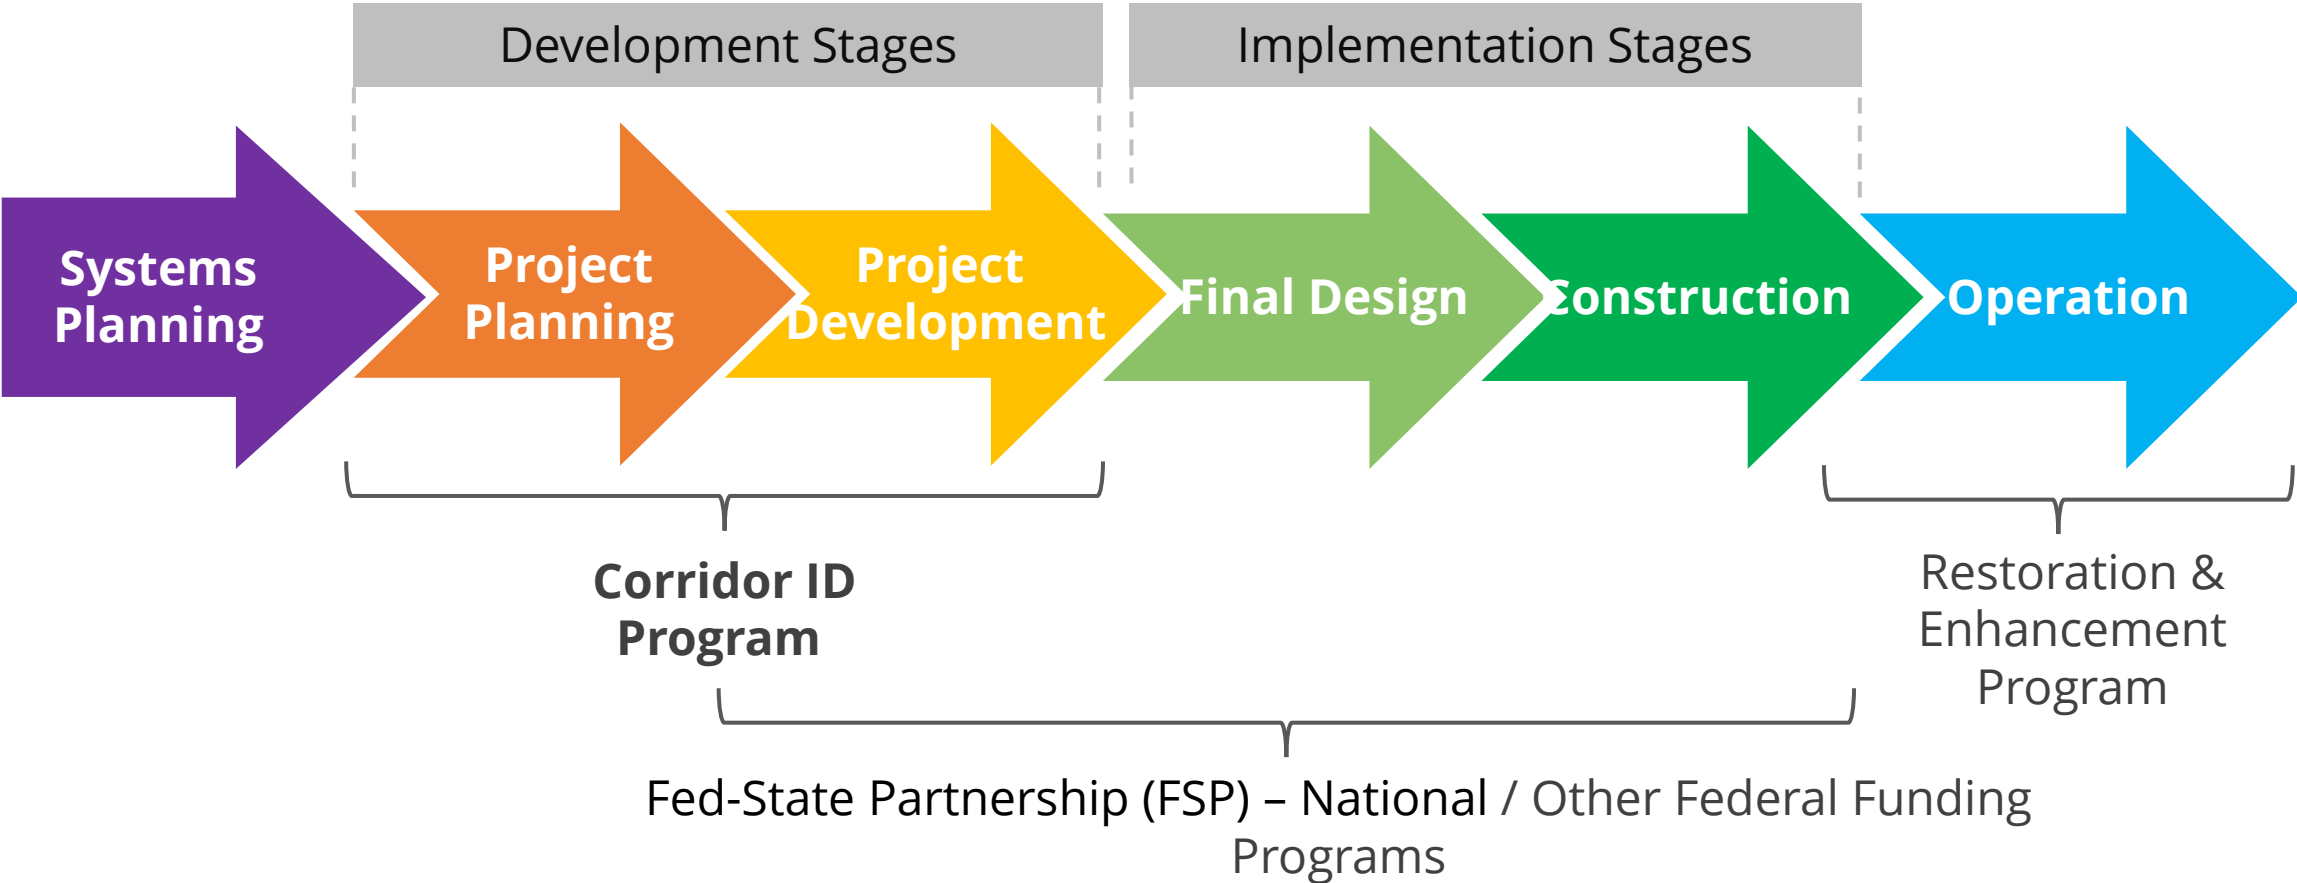 Development Stages
Implementation Stages
Systems
Planning
Project
Planning
Project
Development
Final Design
Construction
Operation
Corridor ID
Program
Restoration &
Enhancement
Program
Fed-State Partnership (FSP) – National / Other Federal Funding
Programs